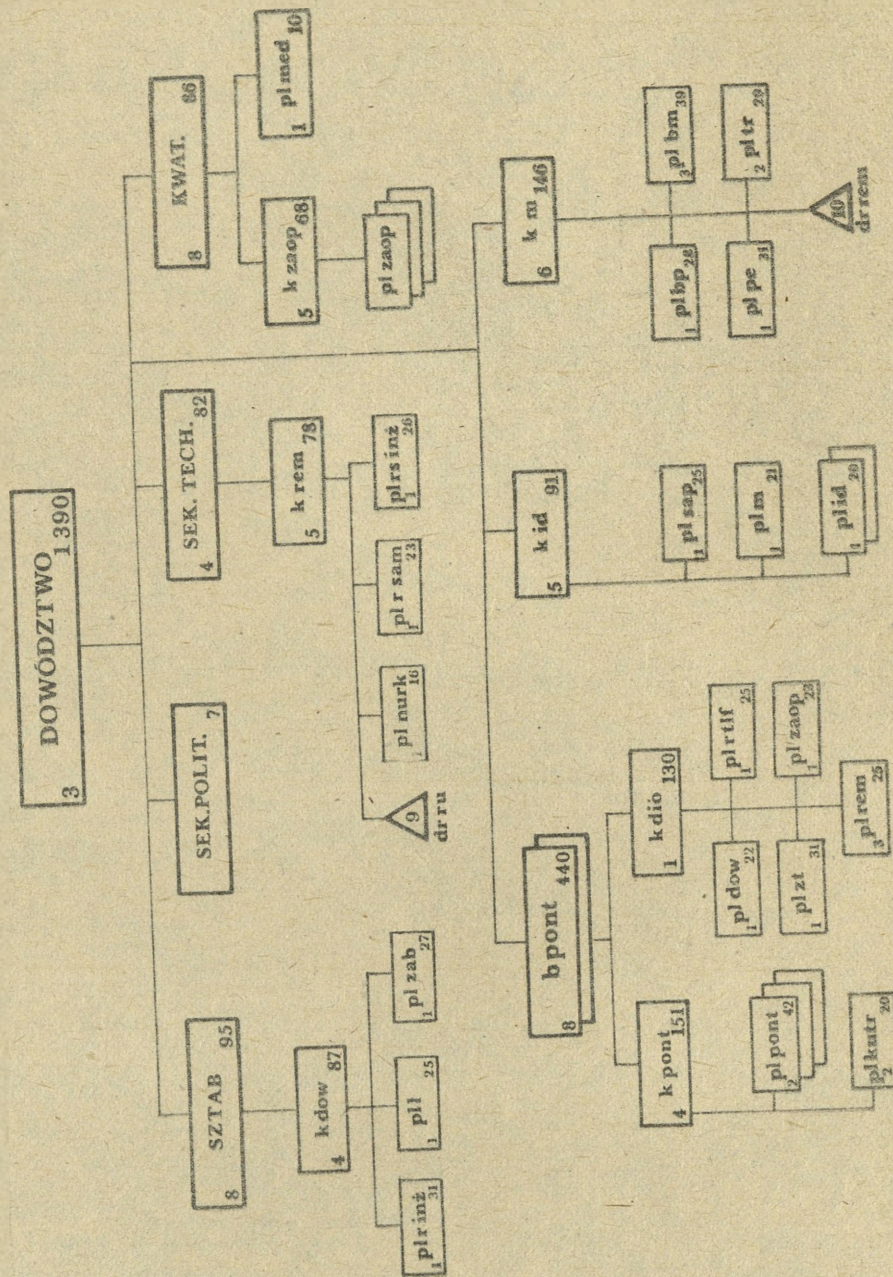 DOWÓDZTWO
3 1 390
SZTAB
8 95
SEK.POLIT.
7
SEK. TECH.
4 82
KWAT.
8 86
k dow
4 87
pl r inż
1 31
pl ł
1 25
pl zab
1 27
k rem
5 78
9
dr ru
pl nurk
16
pl r sam
1 23
pl rs inż
1 26
k zaop
5 68
pl zaop
pl med
1 10
b pont
8 440
k pont
4 151
pl pont
2 42
pl kutr
2 20
k dio
1 130
pl dow
1 22
pl rtlf
1 25
pl zt
1 31
pl zaop
1 23
pl rem
3 25
k id
5 91
pl sap
1 25
pl m
1 21
pl id
1 20
k m
6 146
pl bp
1 28
pl bm
3 39
pl pe
1 31
pl tr
2 29
10
dr rem